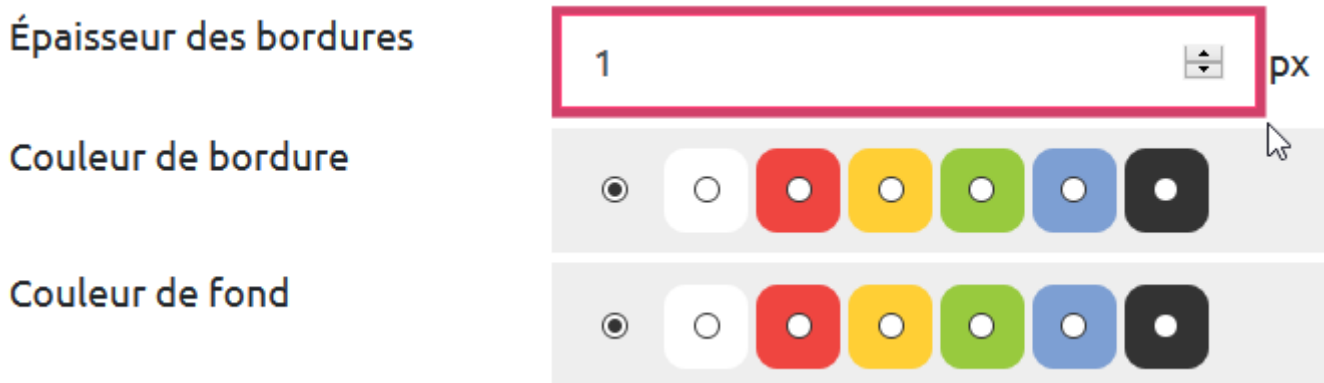 Épaisseur des bordures
1 px
Couleur de bordure
Couleur de fond